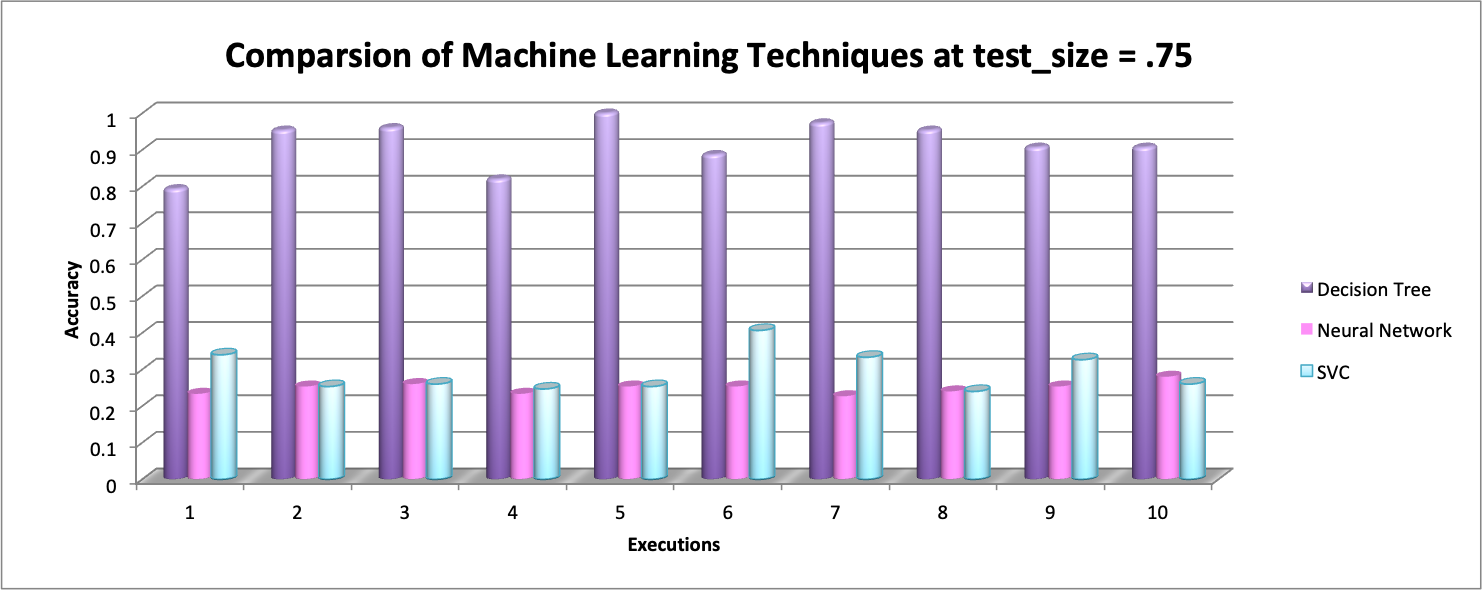 Comparsion of Machine Learning Techniques at test_size = .75
1
0.9
0.8
0.7
0.6
0.5
0.4
0.3
0.2
0.1
0
Accuracy
1 2 3 4 5 6 7 8 9 10
Executions
Decision Tree
Neural Network
SVC